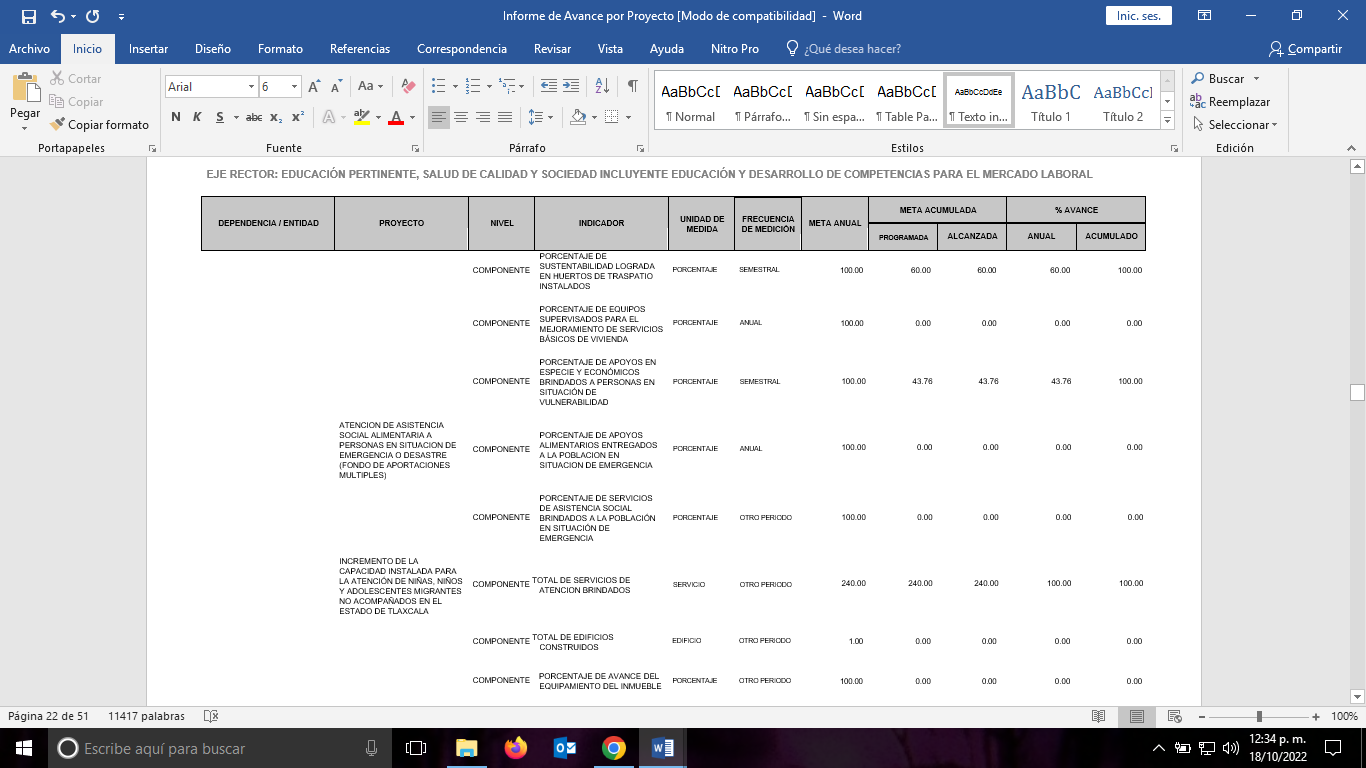 Informe de Avance por Proyecto [Modo de compatibilidad] - Word
Inic. ses.
Archivo Inicio Insertar Diseño Formato Referencias Correspondencia Revisar Vista Ayuda Nitro Pro ¿Qué desea hacer? Compartir
Pegar
Cortar
Copiar
Copiar formato
Portapapeles
Arial 6
N K S abc x₂ x²
Fuente
Párrafo
AaBbCcD AaBbCcD AaBbCcD AaBbCcD AaBbCcDdEe AaBbC AaBbCcI
¶ Normal ¶ Párrafo... ¶ Sin espa... ¶ Table Pa... ¶ Texto in... Título 1 Título 2
Estilos
Buscar
Reemplazar
Seleccionar
Edición
EJE RECTOR: EDUCACIÓN PERTINENTE, SALUD DE CALIDAD Y SOCIEDAD INCLUYENTE EDUCACIÓN Y DESARROLLO DE COMPETENCIAS PARA EL MERCADO LABORAL
DEPENDENCIA / ENTIDAD PROYECTO NIVEL INDICADOR UNIDAD DE MEDIDA FRECUENCIA DE MEDICIÓN META ANUAL META ACUMULADA % AVANCE
PROGRAMADA ALCANZADA ANUAL ACUMULADO
PORCENTAJE DE
SUSTENTABILIDAD LOGRADA
EN HUERTOS DE TRASPATIO
INSTALADOS
COMPONENTE PORCENTAJE SEMESTRAL 100.00 60.00 60.00 60.00 100.00
PORCENTAJE DE EQUIPOS
SUPERVISADOS PARA EL
MEJORAMIENTO DE SERVICIOS
BÁSICOS DE VIVIENDA
COMPONENTE PORCENTAJE ANUAL 100.00 0.00 0.00 0.00 0.00
PORCENTAJE DE APOYOS EN
ESPECIE Y ECONÓMICOS
BRINDADOS A PERSONAS EN
SITUACIÓN DE
VULNERABILIDAD
COMPONENTE PORCENTAJE SEMESTRAL 100.00 43.76 43.76 43.76 100.00
ATENCION DE ASISTENCIA
SOCIAL ALIMENTARIA A
PERSONAS EN SITUACION DE
EMERGENCIA O DESASTRE
(FONDO DE APORTACIONES
MULTIPLES)
COMPONENTE
PORCENTAJE DE APOYOS
ALIMENTARIOS ENTREGADOS
A LA POBLACION EN
SITUACION DE EMERGENCIA
PORCENTAJE ANUAL 100.00 0.00 0.00 0.00 0.00
PORCENTAJE DE SERVICIOS
DE ASISTENCIA SOCIAL
BRINDADOS A LA POBLACIÓN
EN SITUACIÓN DE
EMERGENCIA
COMPONENTE PORCENTAJE OTRO PERIODO 100.00 0.00 0.00 0.00 0.00
INCREMENTO DE LA
CAPACIDAD INSTALADA PARA
LA ATENCIÓN DE NIÑAS, NIÑOS
Y ADOLESCENTES MIGRANTES
NO ACOMPAÑADOS EN EL
ESTADO DE TLAXCALA
COMPONENTE
TOTAL DE SERVICIOS DE
ATENCION BRINDADOS
SERVICIO OTRO PERIODO 240.00 240.00 240.00 100.00 100.00
COMPONENTE
TOTAL DE EDIFICIOS
CONSTRUIDOS
EDIFICIO OTRO PERIODO 1.00 0.00 0.00 0.00 0.00
COMPONENTE
PORCENTAJE DE AVANCE DEL
EQUIPAMIENTO DEL INMUEBLE
PORCENTAJE OTRO PERIODO 100.00 0.00 0.00 0.00 0.00
Página 22 de 51 11417 palabras 100%
Escribe aquí para buscar
12:34 p. m.
18/10/2022